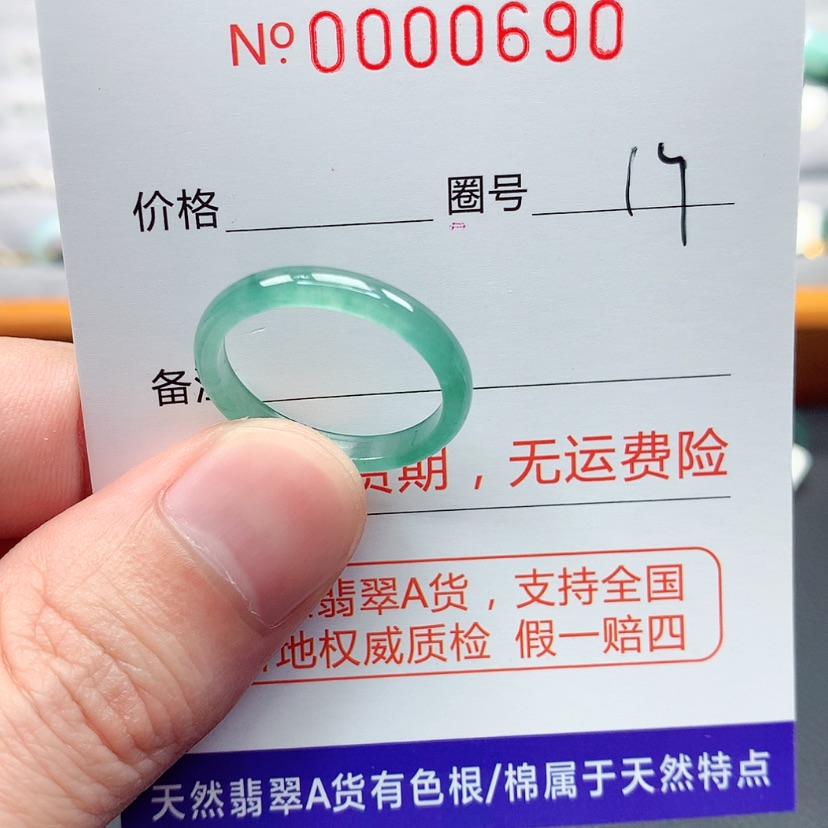 Nº 0000690
价格 圈号
备
期，无运费险
翡翠A货，支持全国
地权威质检 假一赔四
天然翡翠A货有色根/棉属于天然特点